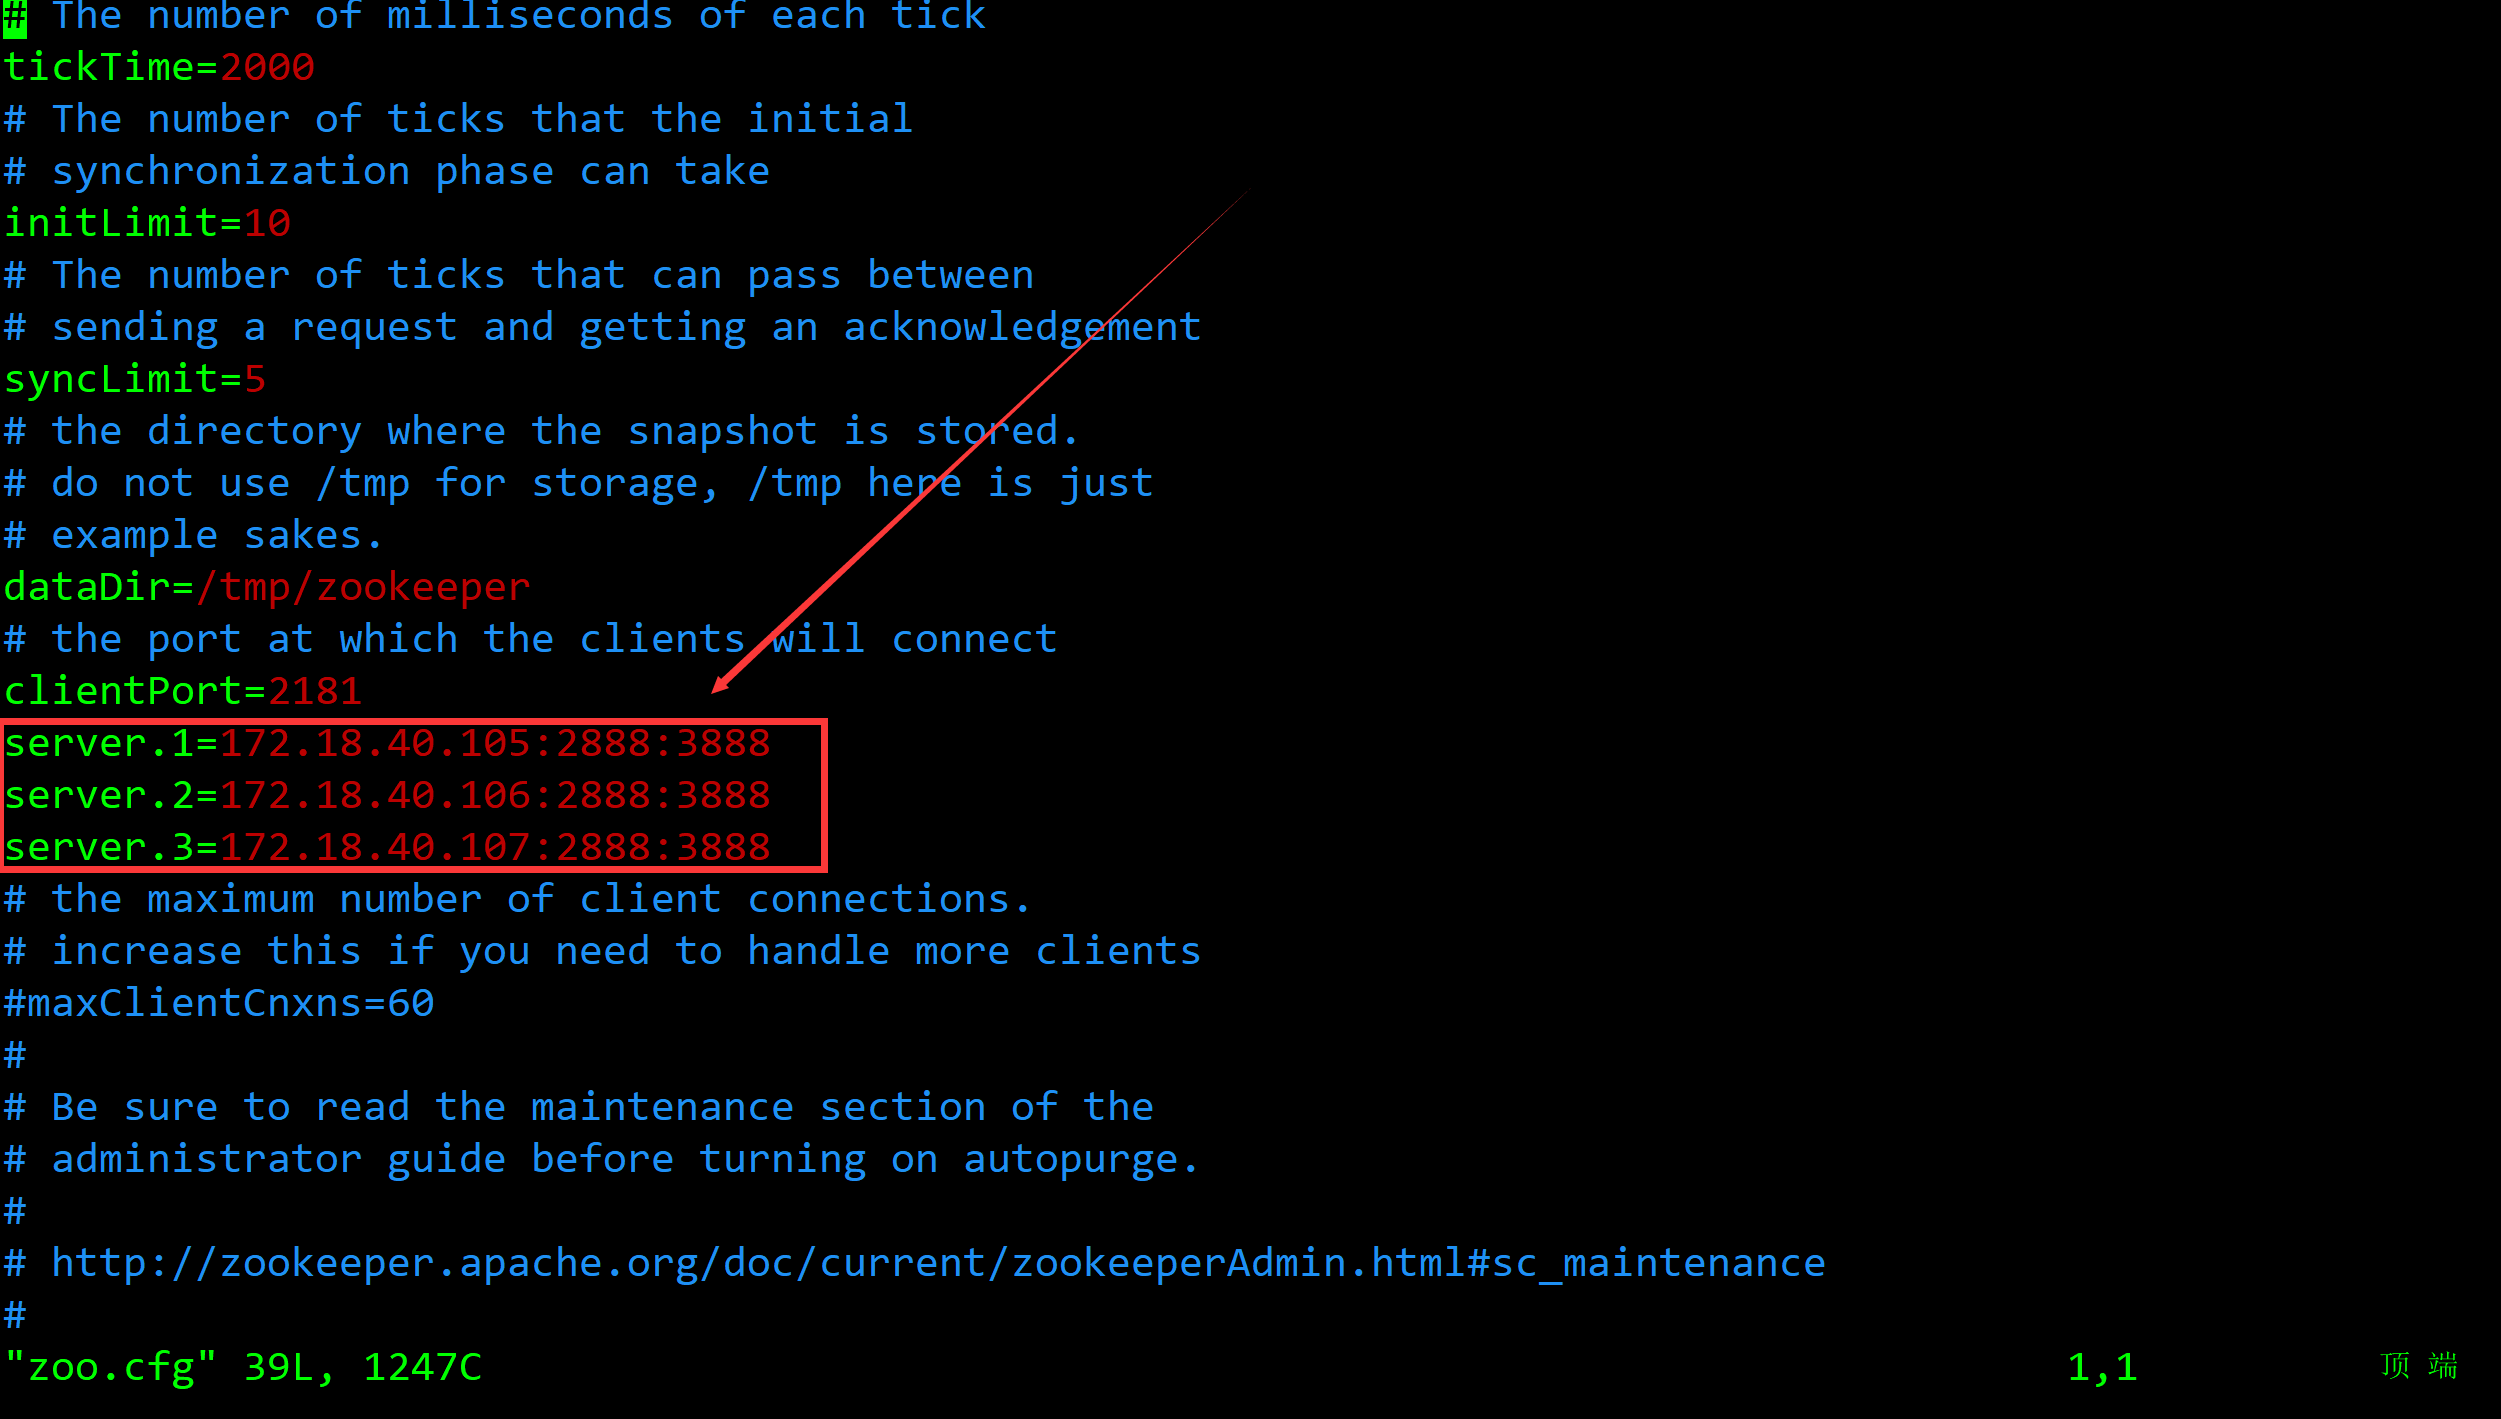 # The number of milliseconds of each tick
tickTime=2000
# The number of ticks that the initial
# synchronization phase can take
initLimit=10
# The number of ticks that can pass between
# sending a request and getting an acknowledgement
syncLimit=5
# the directory where the snapshot is stored.
# do not use /tmp for storage, /tmp here is just
# example sakes.
dataDir=/tmp/zookeeper
# the port at which the clients will connect
clientPort=2181
server.1=172.18.40.105:2888:3888
server.2=172.18.40.106:2888:3888
server.3=172.18.40.107:2888:3888
# the maximum number of client connections.
# increase this if you need to handle more clients
#maxClientCnxns=60
#
# Be sure to read the maintenance section of the
# administrator guide before turning on autopurge.
#
# http://zookeeper.apache.org/doc/current/zookeeperAdmin.html#sc_maintenance
#
"zoo.cfg" 39L, 1247C 1,1 顶端